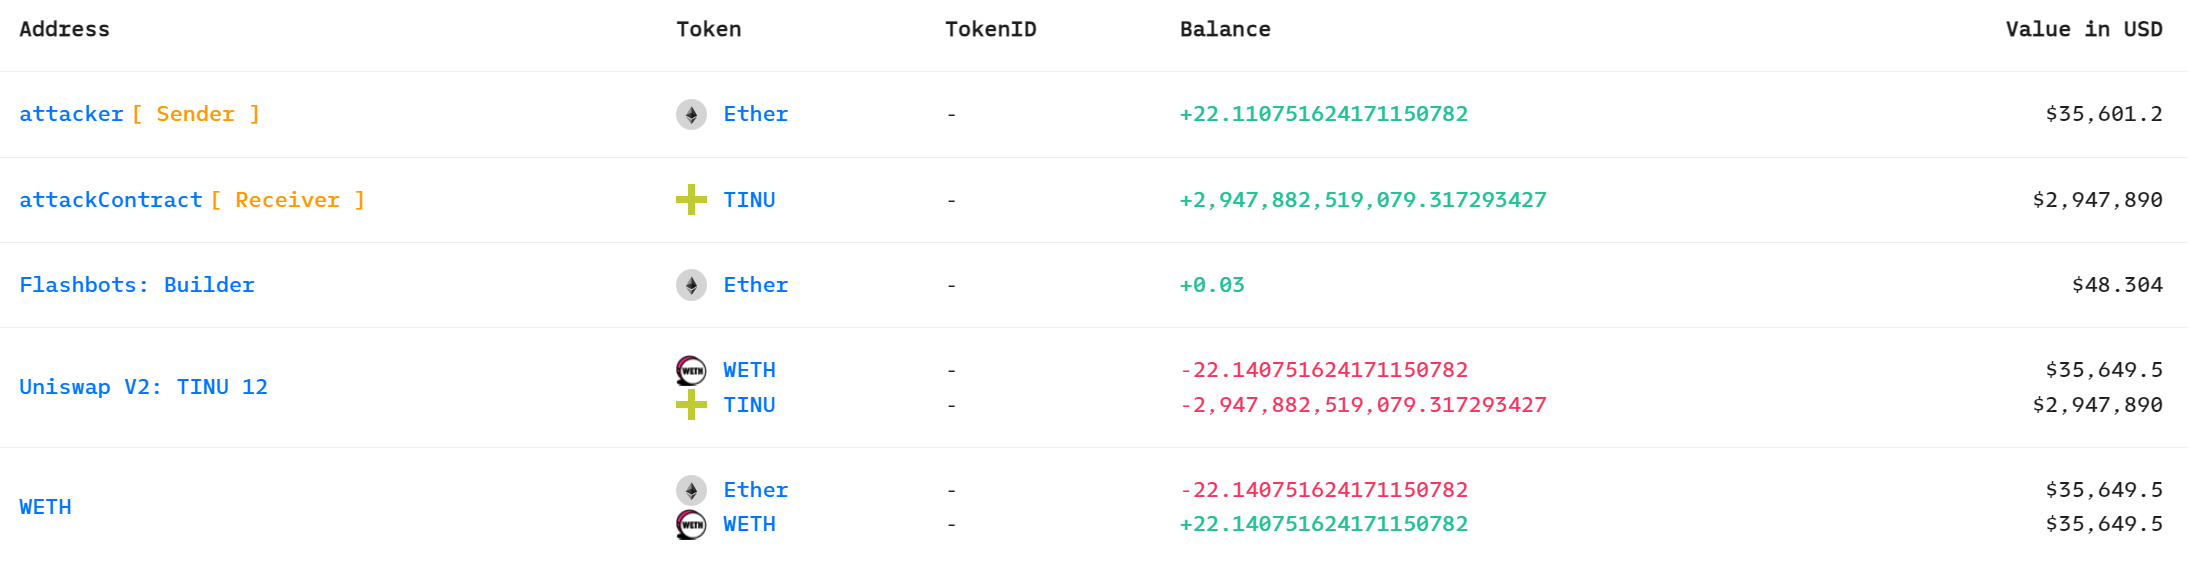 Address Token TokenID Balance Value in USD
attacker [ Sender ] Ether - +22.110751624171150782 $35,601.2
attackContract [ Receiver ] TINU - +2,947,882,519,079.317293427 $2,947,890
Flashbots: Builder Ether - +0.03 $48.304
WETH WETH - -22.140751624171150782 $35,649.5
Uniswap V2: TINU 12
TINU - -2,947,882,519,079.317293427 $2,947,890
Ether - -22.140751624171150782 $35,649.5
WETH
WETH WETH - +22.140751624171150782 $35,649.5